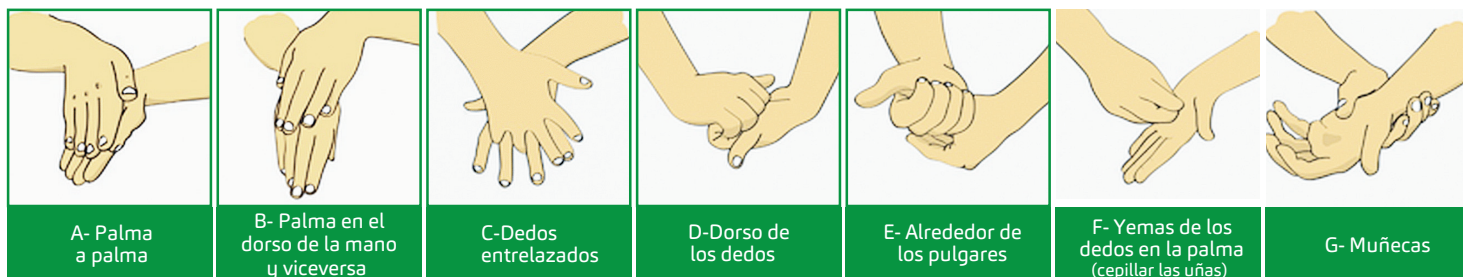 A- Palma
a palma
B- Palma en el
dorso de la mano
y viceversa
C-Dedos
entrelazados
D-Dorso de
los dedos
E- Alrededor de
los pulgares
F- Yemas de los
dedos en la palma
(cepillar las uñas)
G- Muñecas